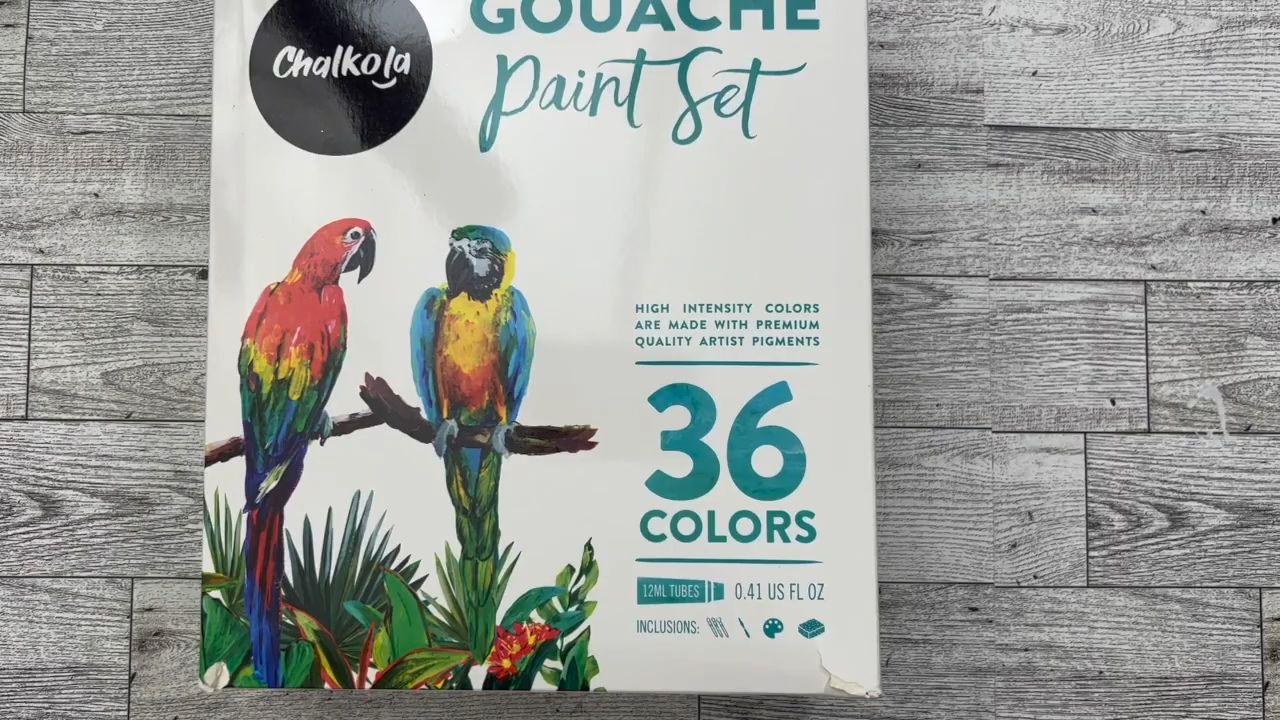 Chalkola
GOUACHE
Paint Set
HIGH INTENSITY COLORS
ARE MADE WITH PREMIUM
QUALITY ARTIST PIGMENTS
36
COLORS
12ML TUBES 0.41 US FL OZ
INCLUSIONS: